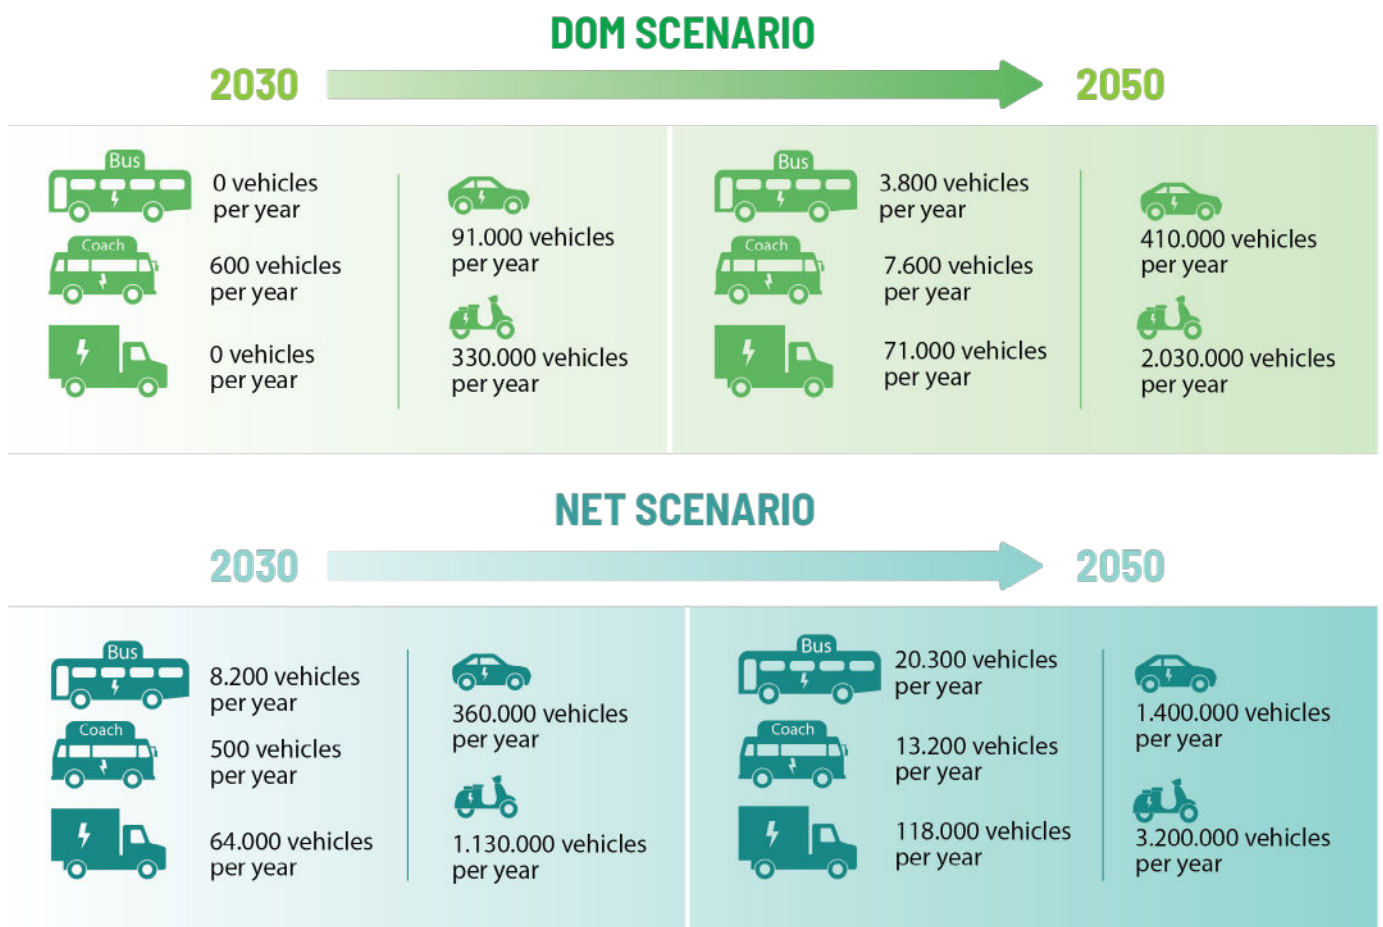 DOM SCENARIO
2030
2050
Bus
0 vehicles
per year
Coach
600 vehicles
per year
0 vehicles
per year
91.000 vehicles
per year
330.000 vehicles
per year
Bus
3.800 vehicles
per year
Coach
7.600 vehicles
per year
71.000 vehicles
per year
410.000 vehicles
per year
2.030.000 vehicles
per year
NET SCENARIO
2030
2050
Bus
8.200 vehicles
per year
Coach
500 vehicles
per year
64.000 vehicles
per year
360.000 vehicles
per year
1.130.000 vehicles
per year
Bus
20.300 vehicles
per year
Coach
13.200 vehicles
per year
118.000 vehicles
per year
1.400.000 vehicles
per year
3.200.000 vehicles
per year